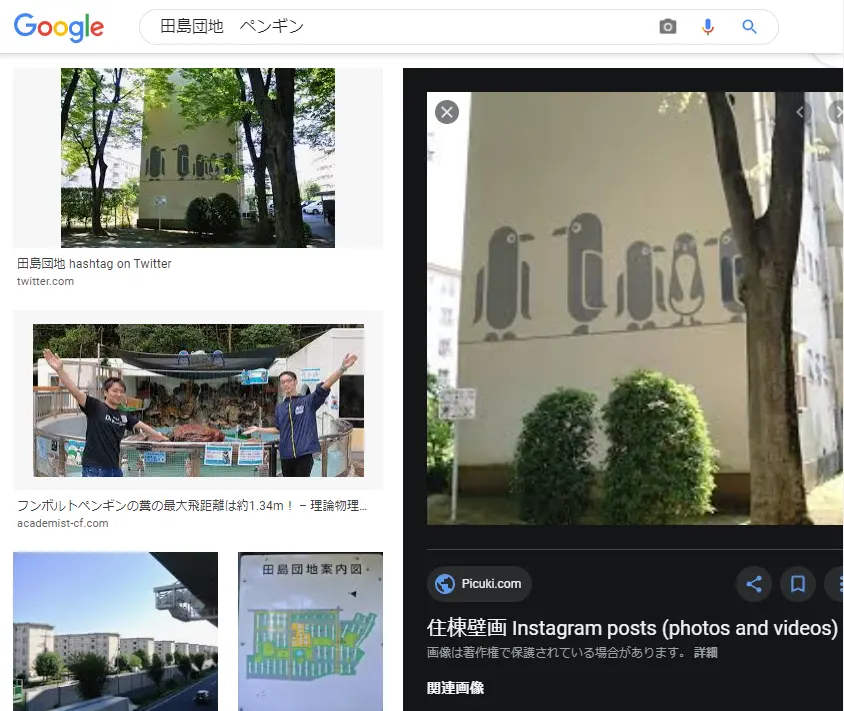 Google
田島団地　ペンギン
田島団地 hashtag on Twitter
twitter.com
フンボルトペンギンの糞の最大飛距離は約1.34m！ – 理論物理...
academist-cf.com
田島団地案内図
Picuki.com
住棟壁画 Instagram posts (photos and videos)
画像は著作権で保護されている場合があります。 詳細
関連画像